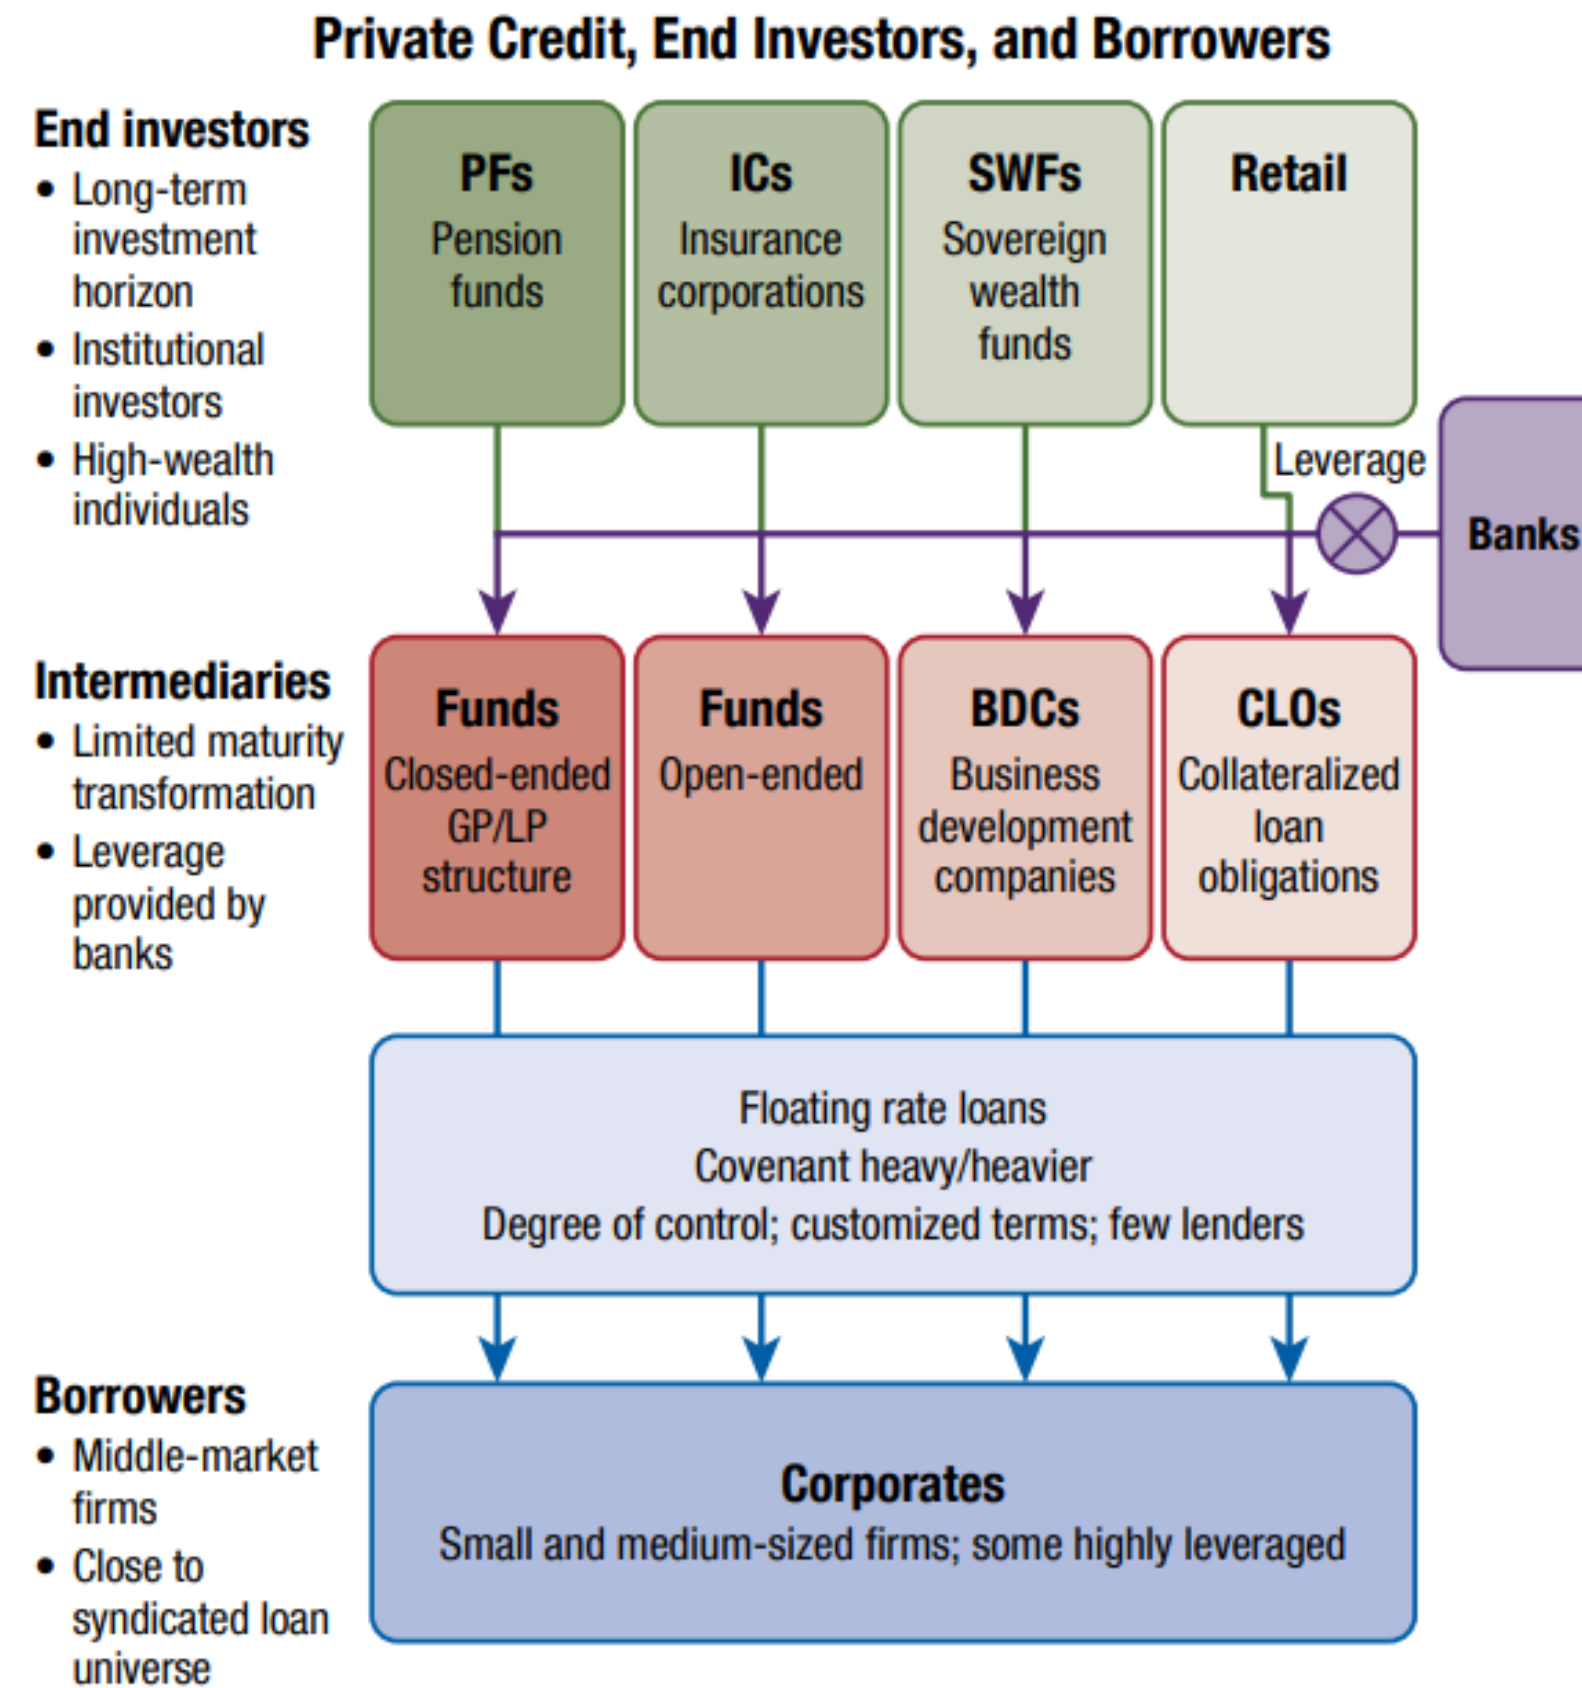 Private Credit, End Investors, and Borrowers
End investors
• Long-term
investment
horizon
• Institutional
investors
• High-wealth
individuals
PFs
Pension
funds
ICs
Insurance
corporations
SWFs
Sovereign
wealth
funds
Retail
Leverage
Banks
Intermediaries
• Limited maturity
transformation
• Leverage
provided by
banks
Funds
Closed-ended
GP/LP
structure
Funds
Open-ended
BDCs
Business
development
companies
CLOs
Collateralized
loan
obligations
Floating rate loans
Covenant heavy/heavier
Degree of control; customized terms; few lenders
Borrowers
• Middle-market
firms
• Close to
syndicated loan
universe
Corporates
Small and medium-sized firms; some highly leveraged